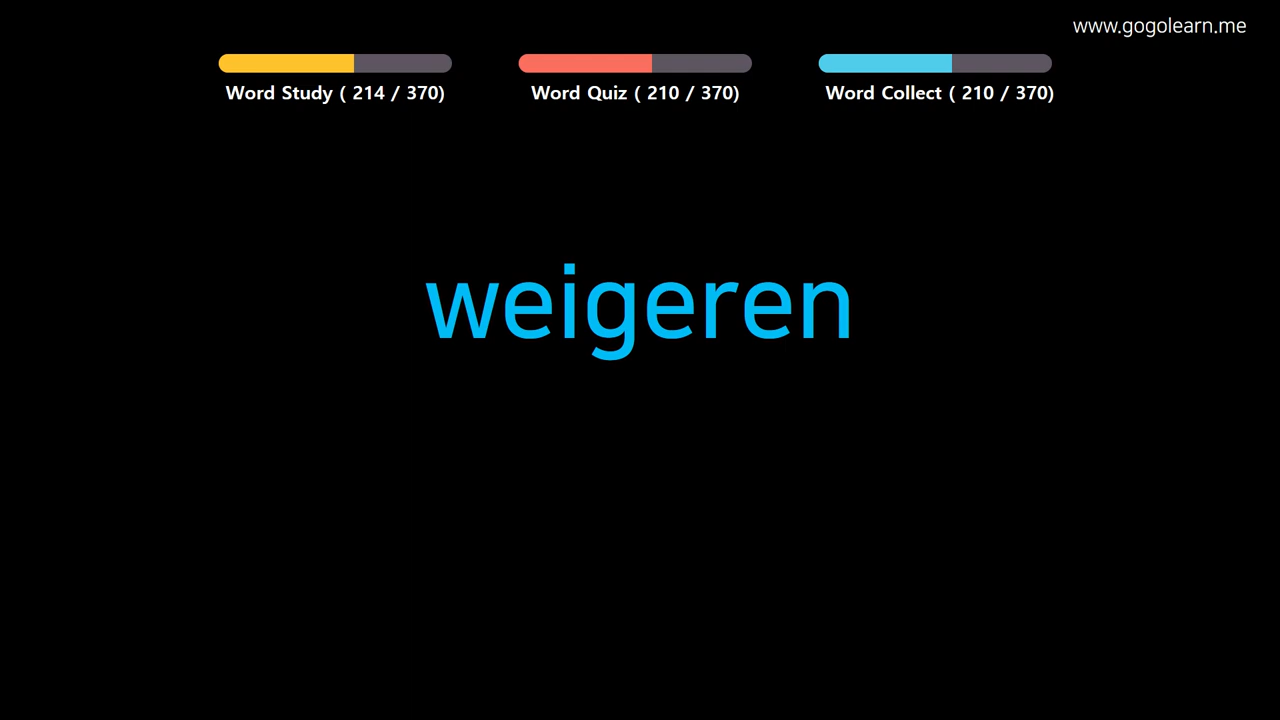 www.gogolearn.me
Word Study ( 214 / 370)
Word Quiz ( 210 / 370)
Word Collect ( 210 / 370)
weigeren